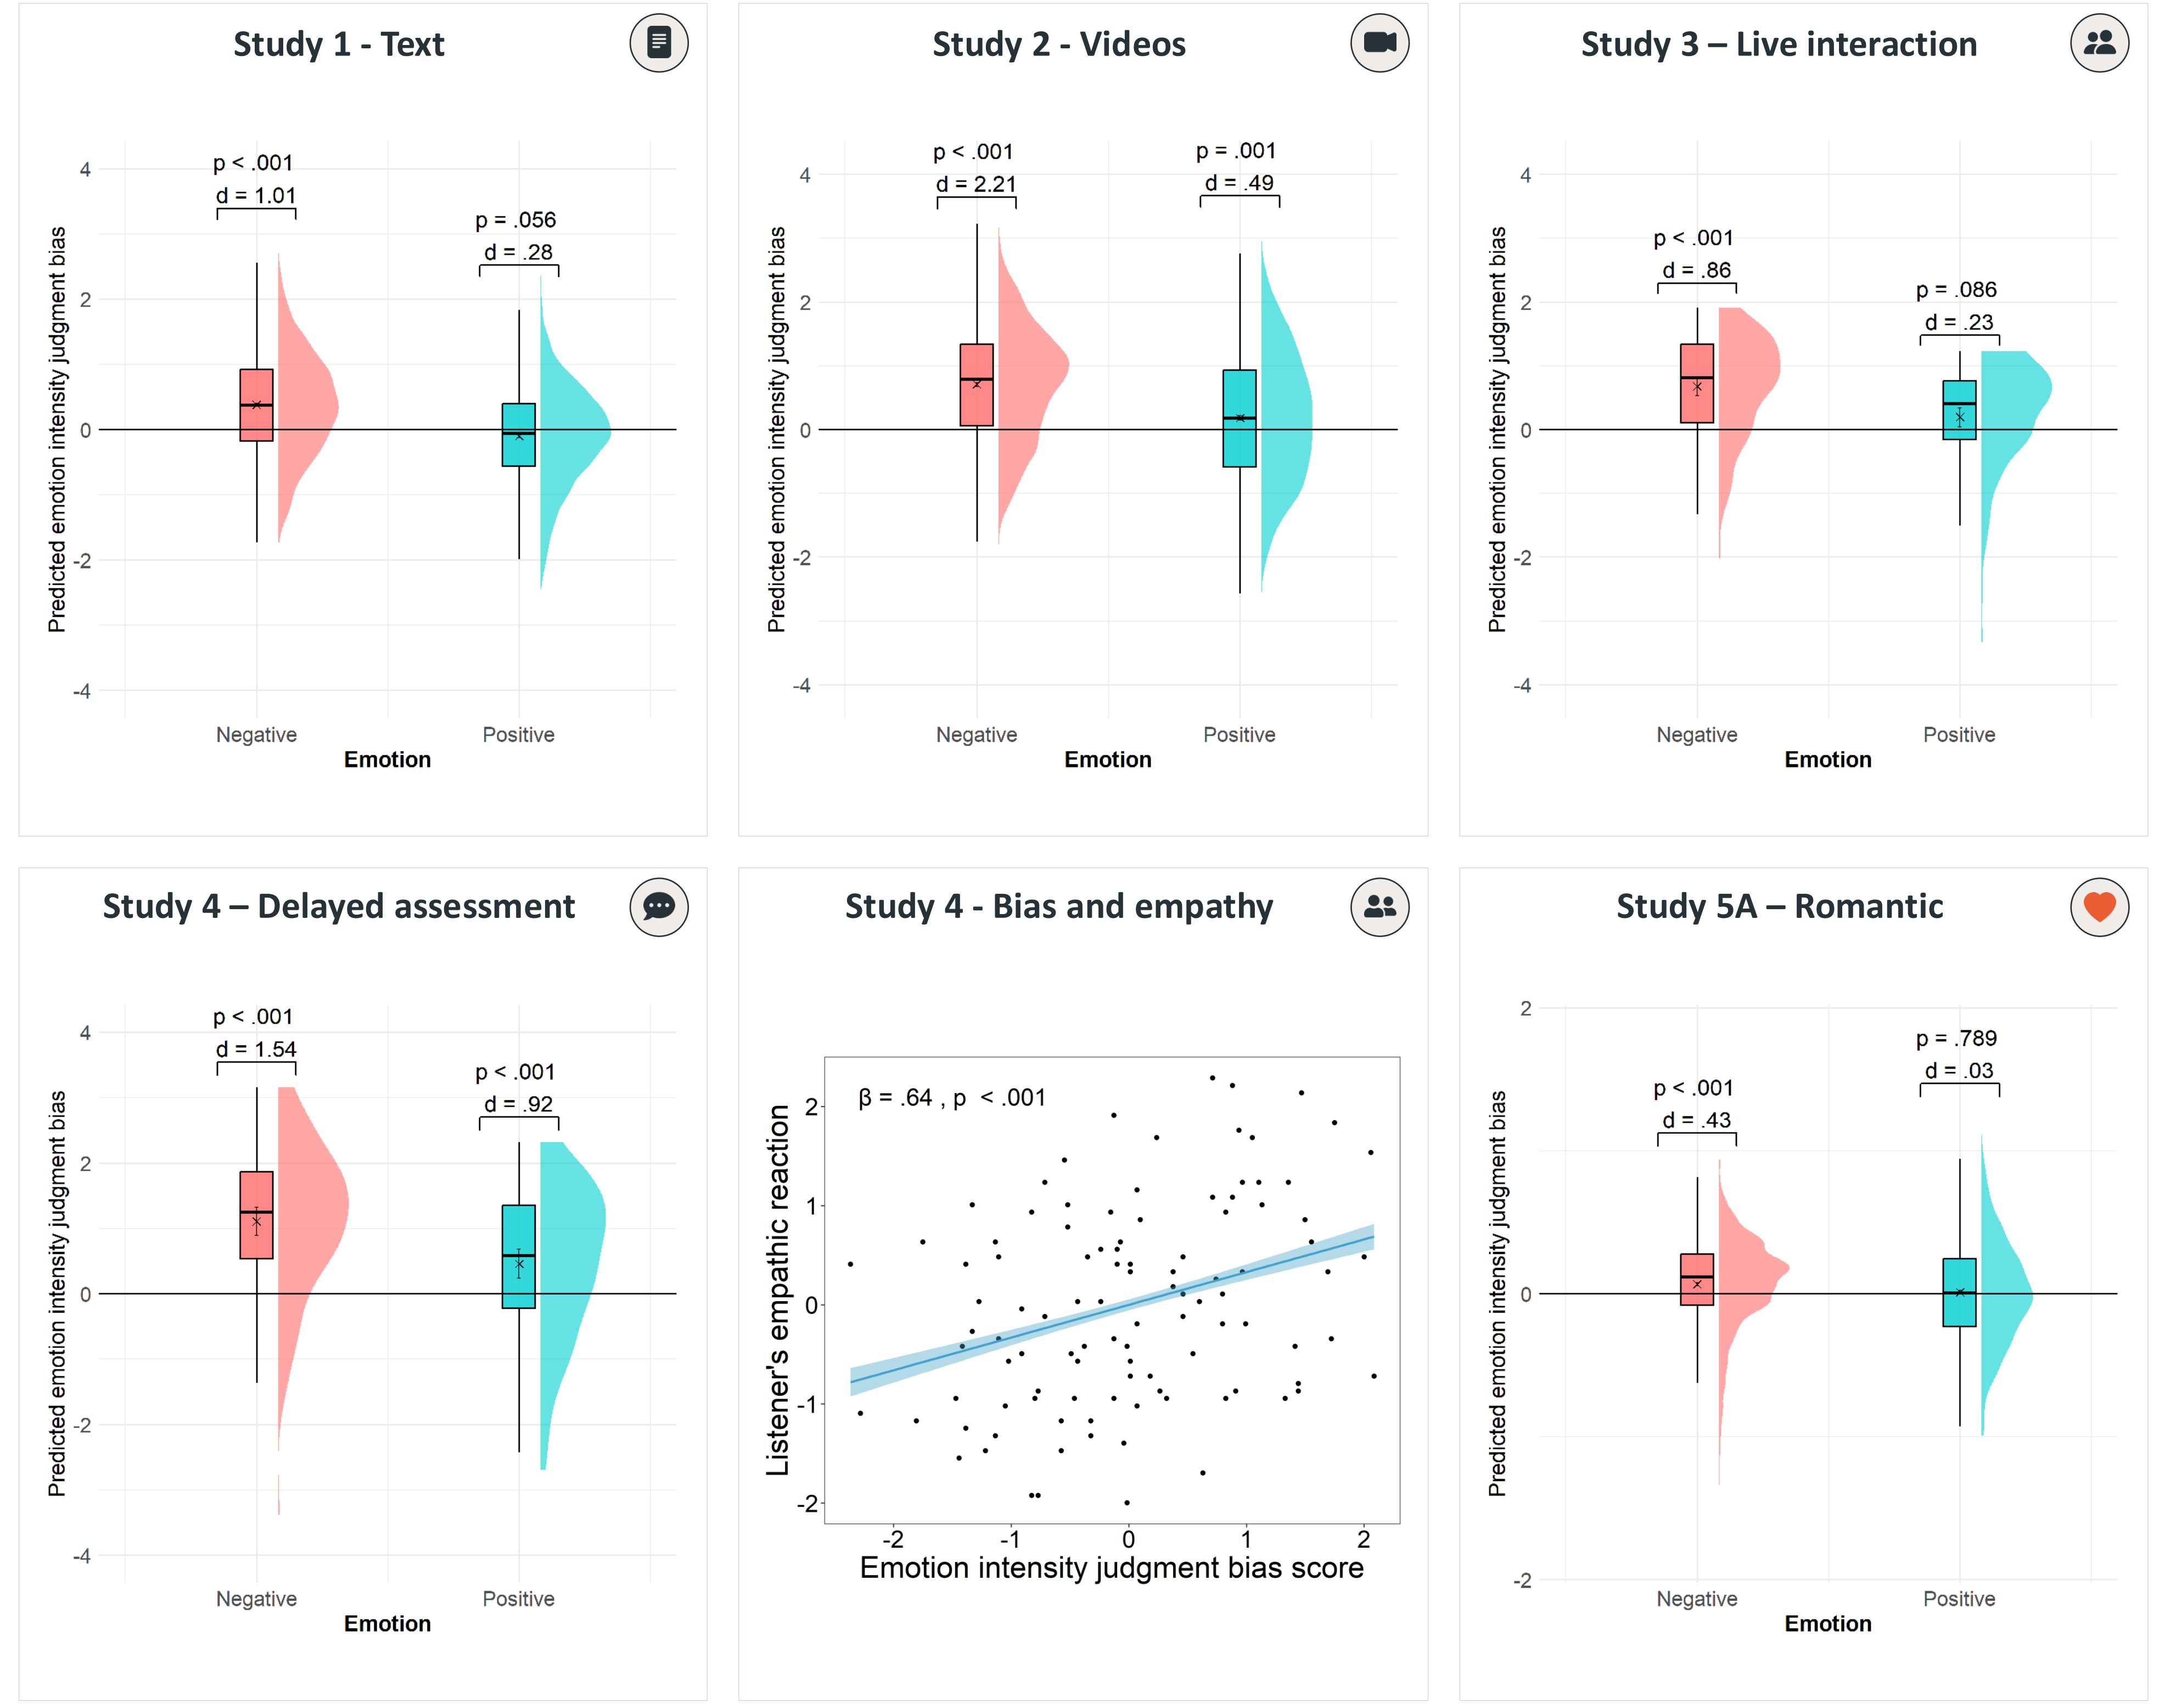 Study 1 - Text
p < .001
d = 1.01
p = .056
d = .28
4
2
0
-2
-4
Predicted emotion intensity judgment bias
Negative
Positive
Emotion
Study 2 - Videos
p < .001
d = 2.21
p = .001
d = .49
4
2
0
-2
-4
Predicted emotion intensity judgment bias
Negative
Positive
Emotion
Study 3 – Live interaction
p < .001
d = .86
p = .086
d = .23
4
2
0
-2
-4
Predicted emotion intensity judgment bias
Negative
Positive
Emotion
Study 4 – Delayed assessment
p < .001
d = 1.54
p < .001
d = .92
4
2
0
-2
-4
Predicted emotion intensity judgment bias
Negative
Positive
Emotion
Study 4 - Bias and empathy
β = .64 , p < .001
2
1
0
-1
-2
Listener's empathic reaction
-2 -1 0 1 2
Emotion intensity judgment bias score
Study 5A – Romantic
p < .001
d = .43
p = .789
d = .03
2
0
-2
Predicted emotion intensity judgment bias
Negative
Positive
Emotion